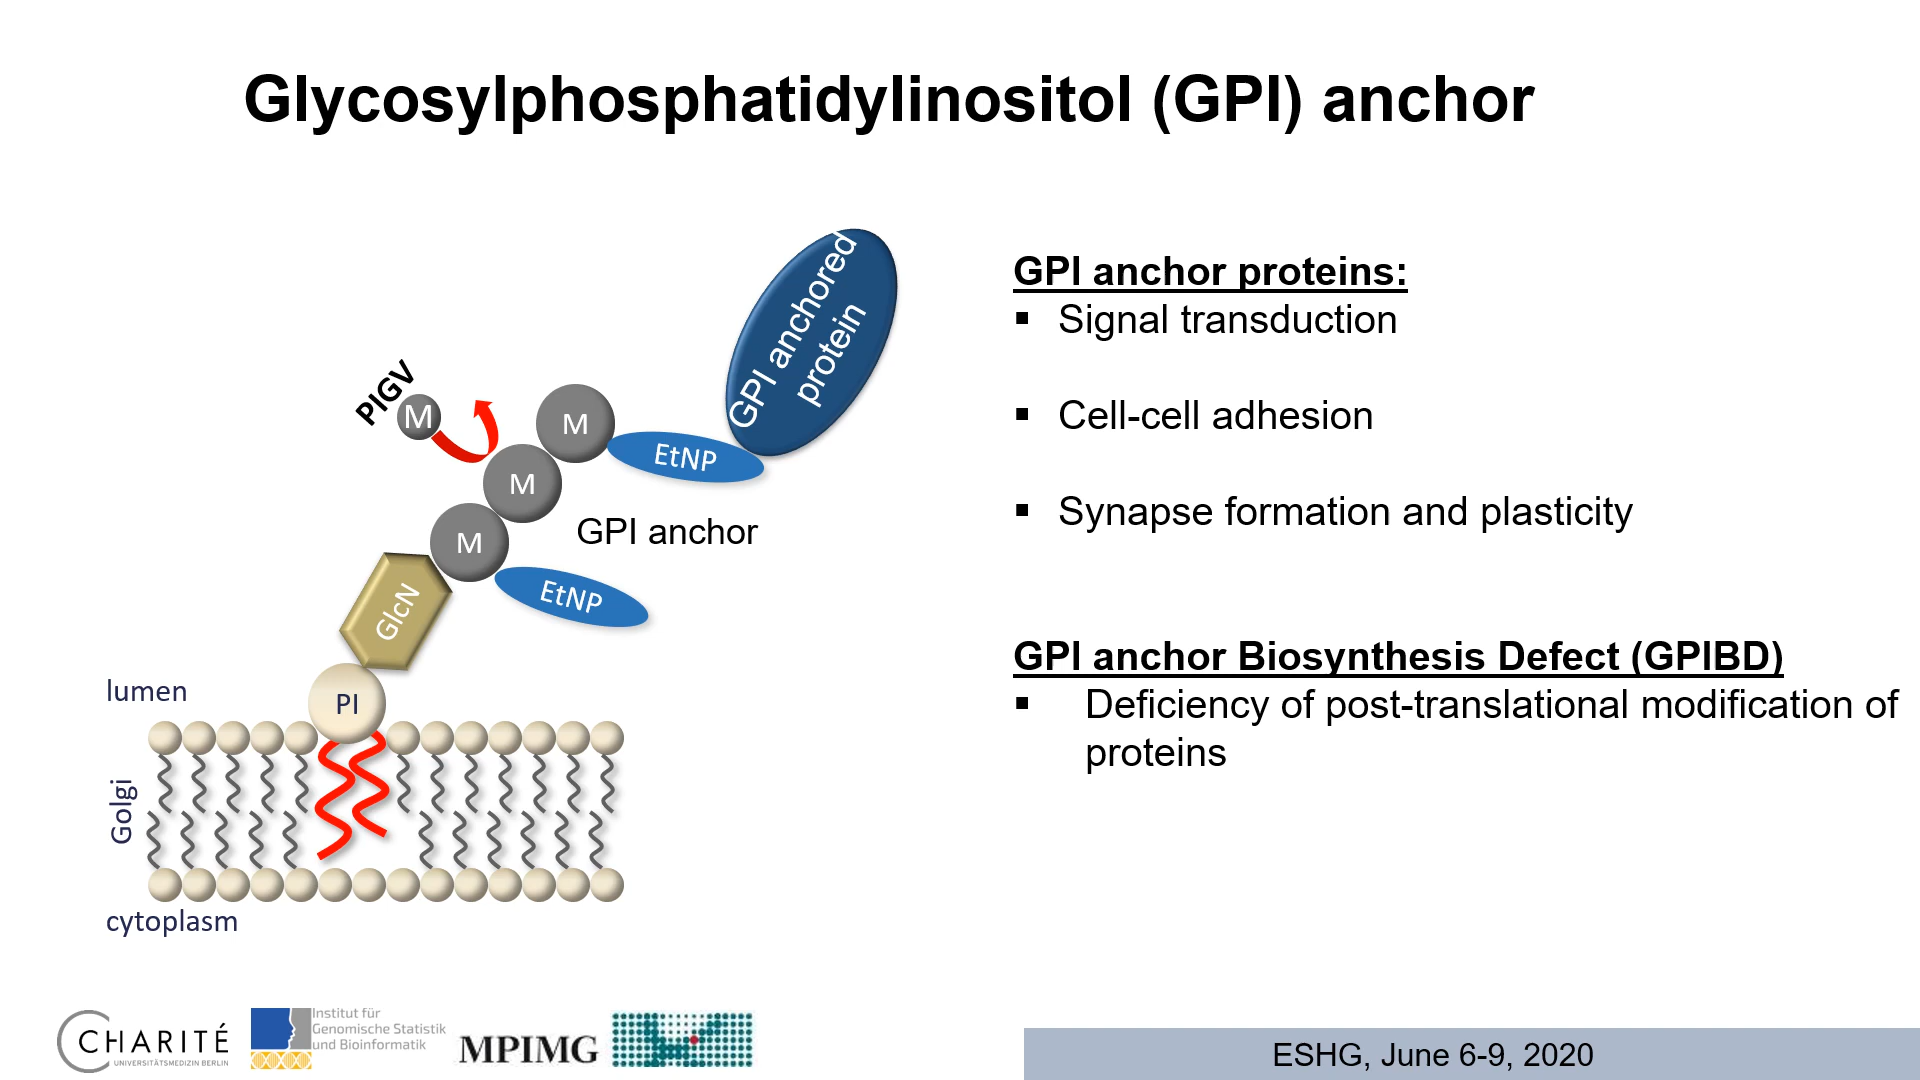 Glycosylphosphatidylinositol (GPI) anchor
GPI anchored
protein
PIGV
M
M
M
M
EtNP
GPI anchor
EtNP
GlcN
PI
lumen
Golgi
cytoplasm
GPI anchor proteins:
▪ Signal transduction
▪ Cell-cell adhesion
▪ Synapse formation and plasticity
GPI anchor Biosynthesis Defect (GPIBD)
▪ Deficiency of post-translational modification of
proteins
CHARITÉ
UNIVERSITÄTSMEDIZIN BERLIN
Institut für
Genomische Statistik
und Bioinformatik
MPIMG
ESHG, June 6-9, 2020